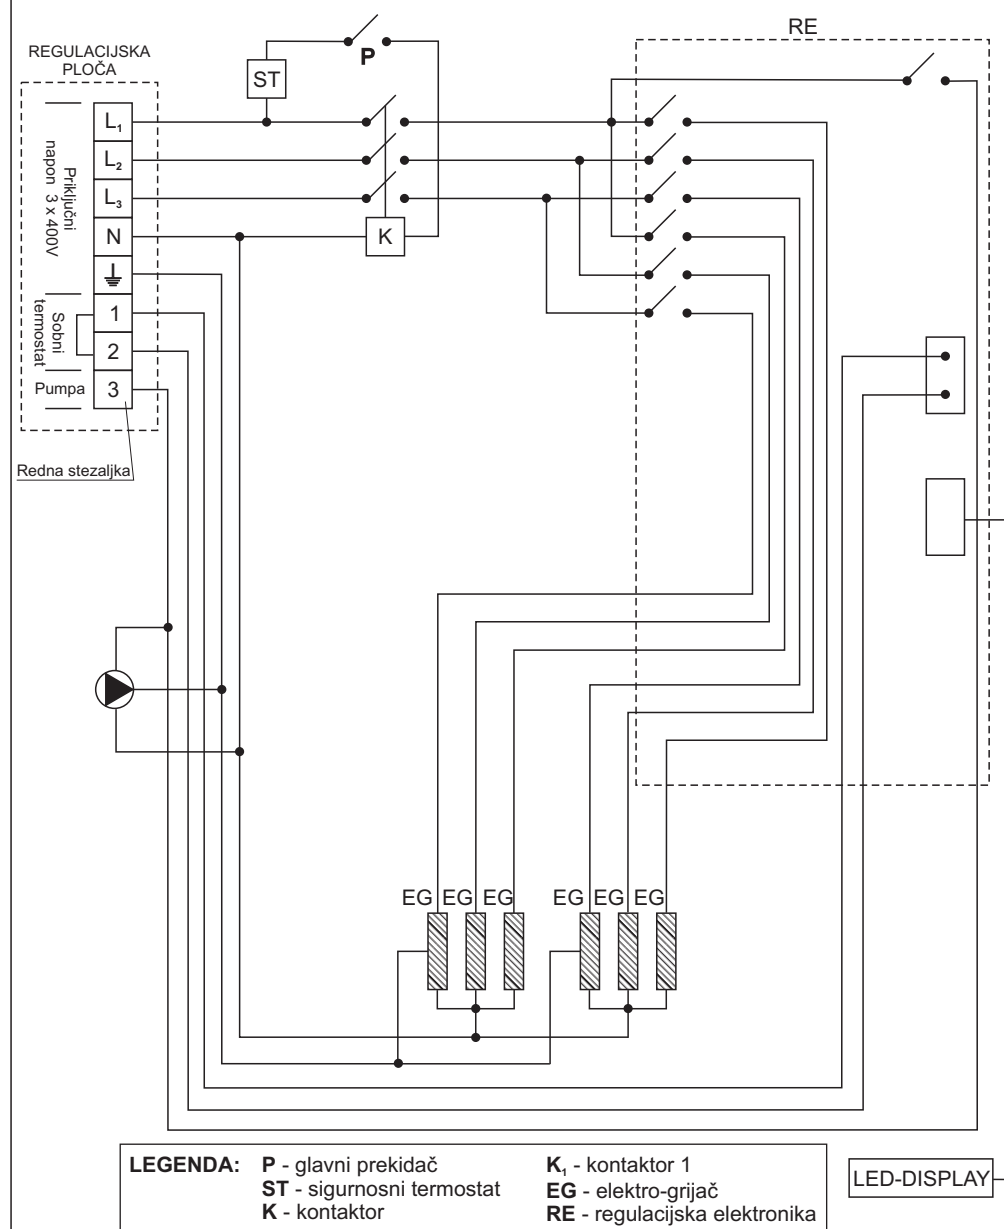 RE
REGULACIJSKA
PLOČA
P
ST
L₁
L₂
L₃
N
K
1
2
3
Priključni
napon 3 x 400V
Sobni
termostat
Pumpa
Redna stezaljka
EG EG EG
EG EG EG
LEGENDA:
P - glavni prekidač
ST - sigurnosni termostat
K - kontaktor
K₁ - kontaktor 1
EG - elektro-grijač
RE - regulacijska elektronika
LED-DISPLAY